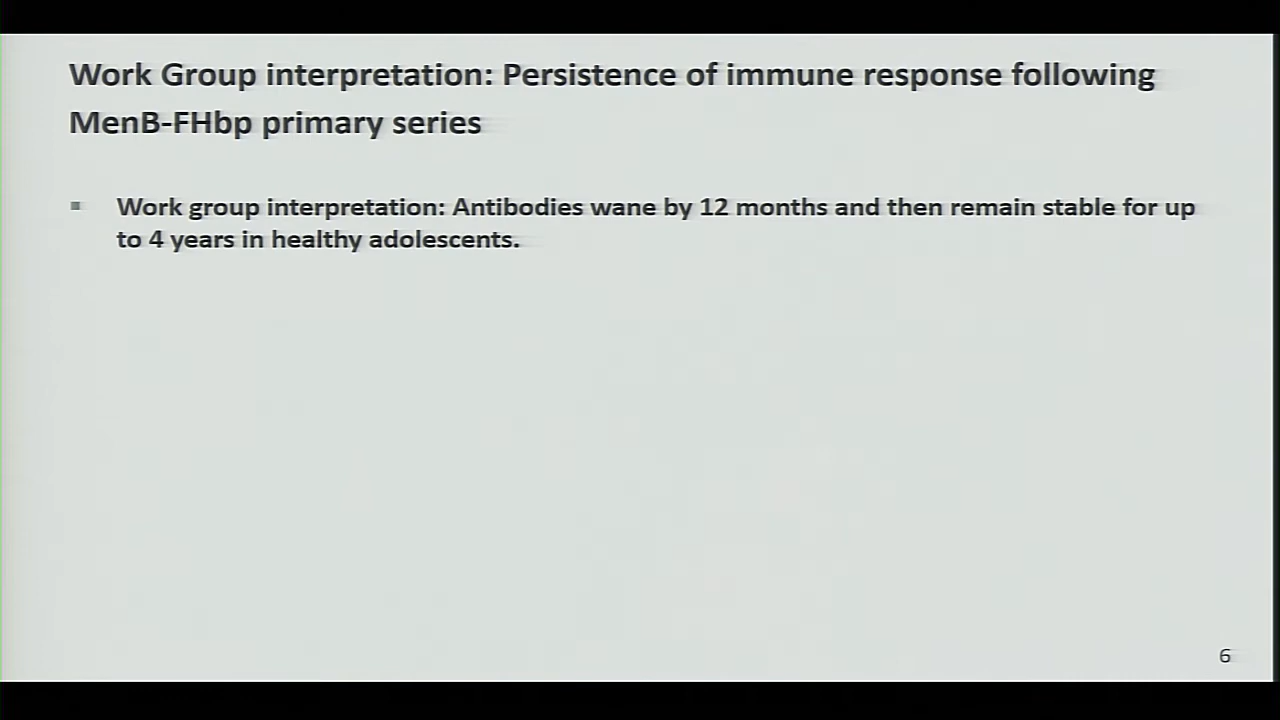 Work Group interpretation: Persistence of immune response following
MenB-FHbp primary series
Work group interpretation: Antibodies wane by 12 months and then remain stable for up
to 4 years in healthy adolescents.
6